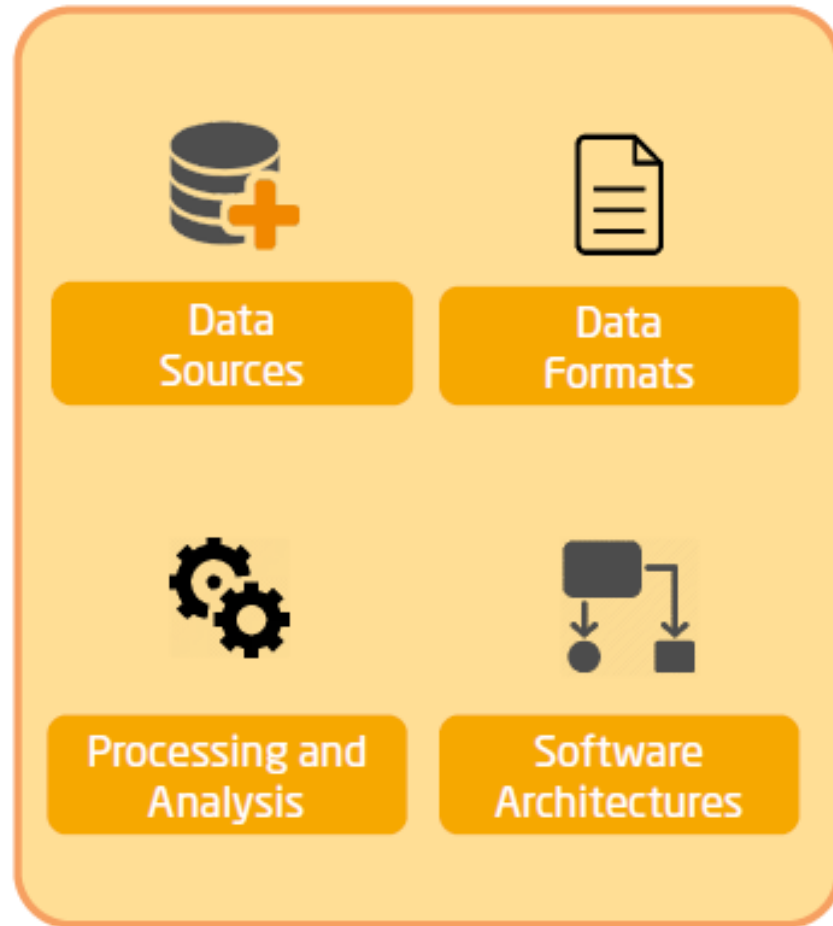 Data
Sources
Data
Formats
Processing and
Analysis
Software
Architectures